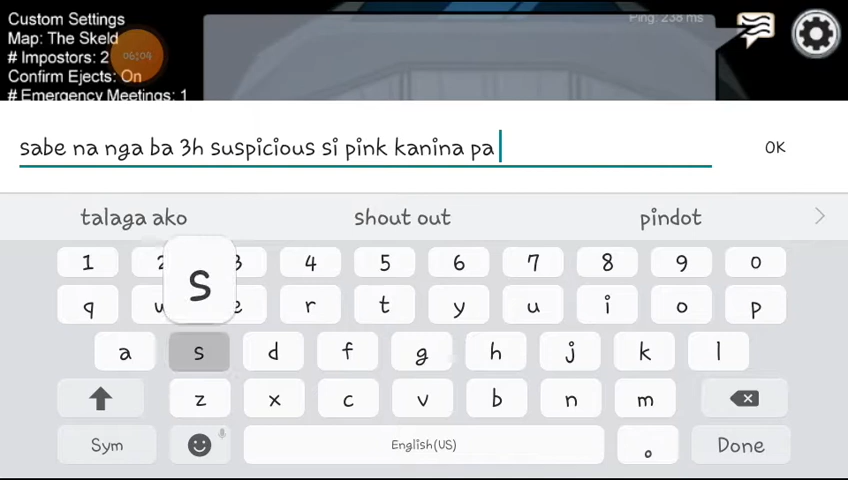 Custom Settings
Ping: 238 ms
Map: The Skeld
# Impostors: 2
06:04
Confirm Ejects: On
# Emergency Meetings: 1
sabe na nga ba 3h suspicious si pink kanina pa
OK
talaga ako shout out pindot
1 2 3 4 5 6 7 8 9 0
s
q w e r t y u i o p
a s d f g h j k l
z x c v b n m
Sym English(US) . Done